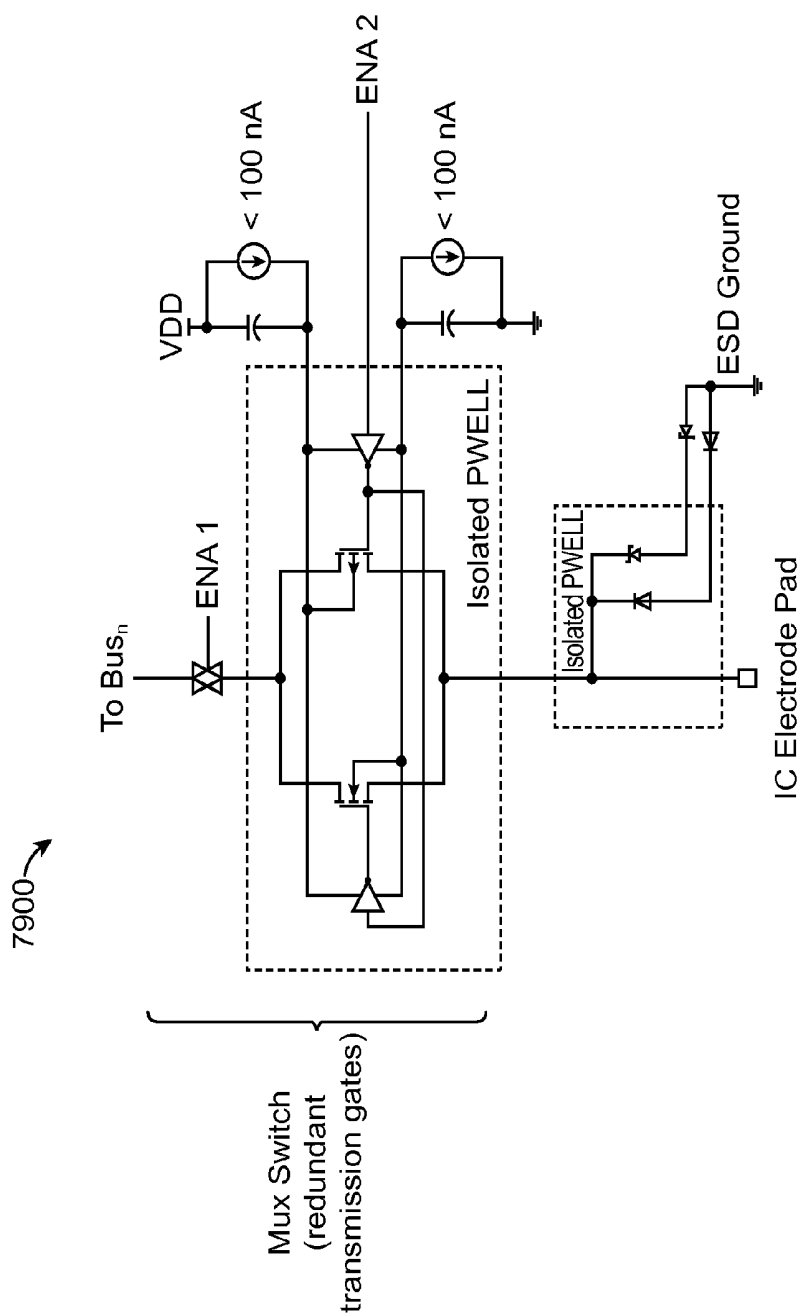 7900
To Busn
ENA 1
VDD
< 100 nA
ENA 2
< 100 nA
Mux Switch
(redundant
transmission gates)
Isolated PWELL
Isolated PWELL
ESD Ground
IC Electrode Pad